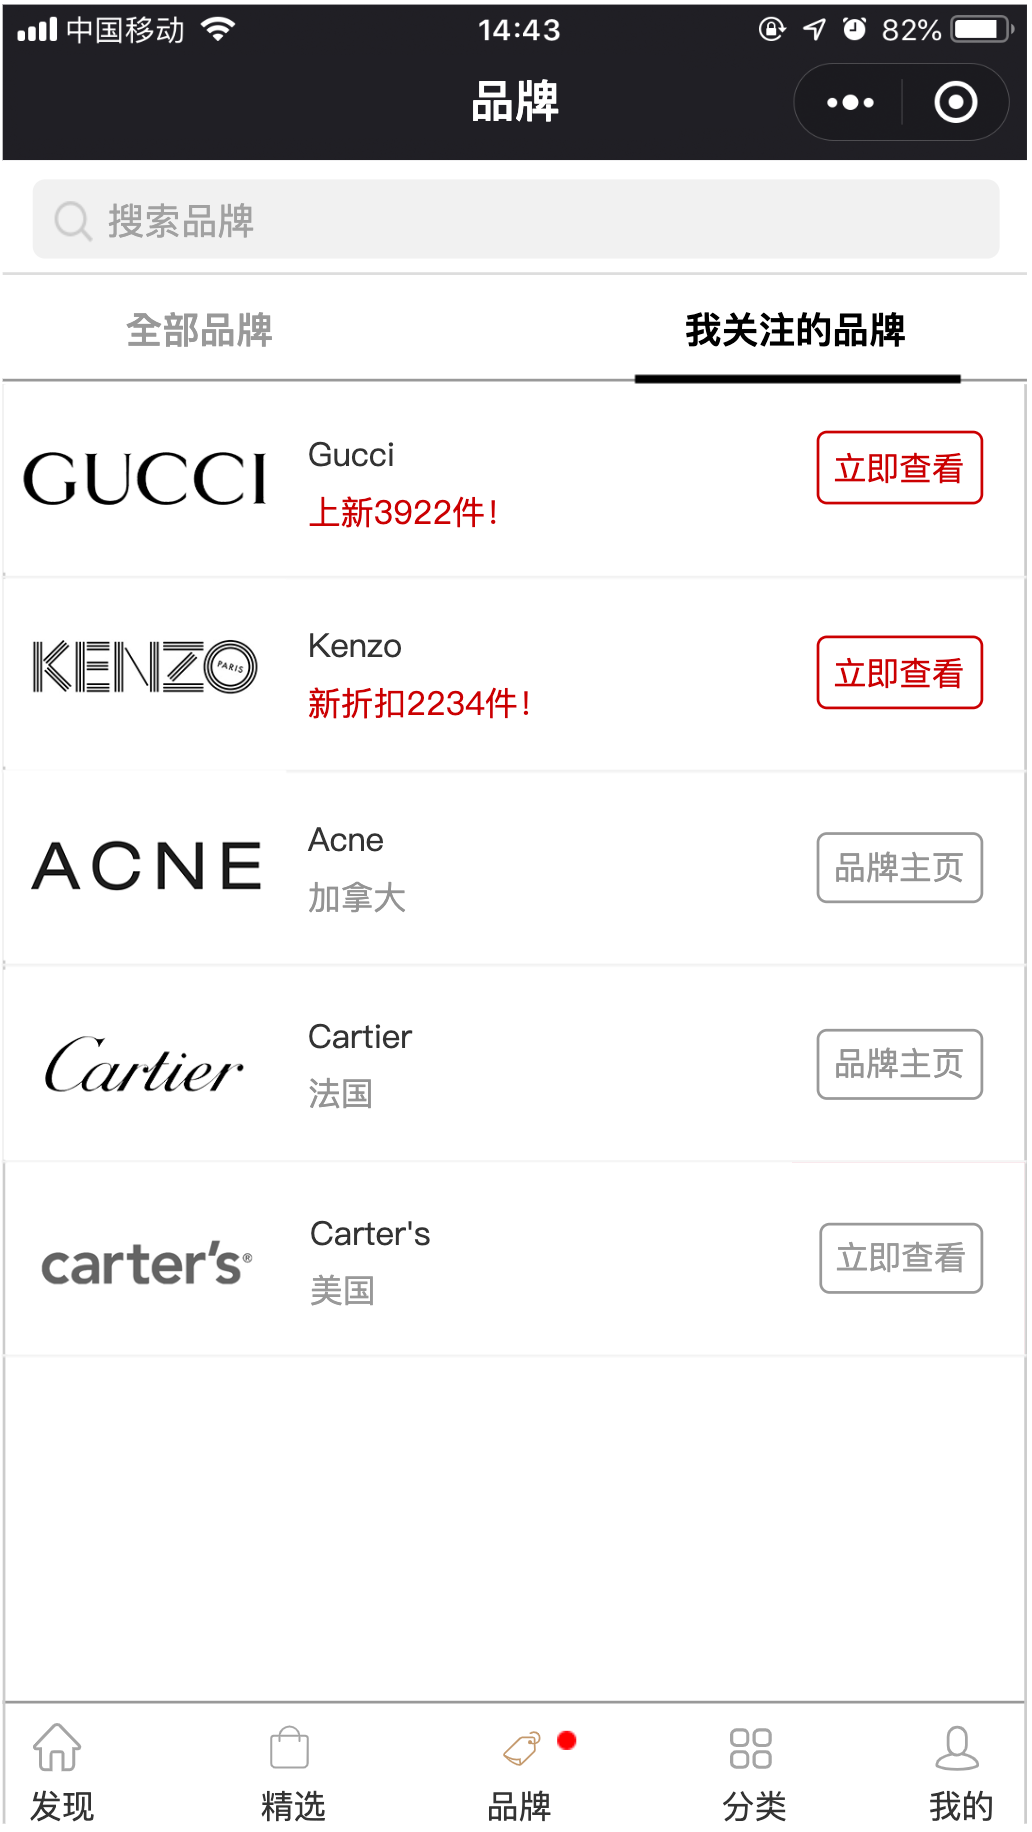 中国移动 14:43 82%
品牌
搜索品牌
全部品牌 我关注的品牌
GUCCI
Gucci
上新3922件!
立即查看
KENZO PARIS
Kenzo
新折扣2234件!
立即查看
ACNE
Acne
加拿大
品牌主页
Cartier
Cartier
法国
品牌主页
carter's®
Carter's
美国
立即查看
发现 精选 品牌 分类 我的